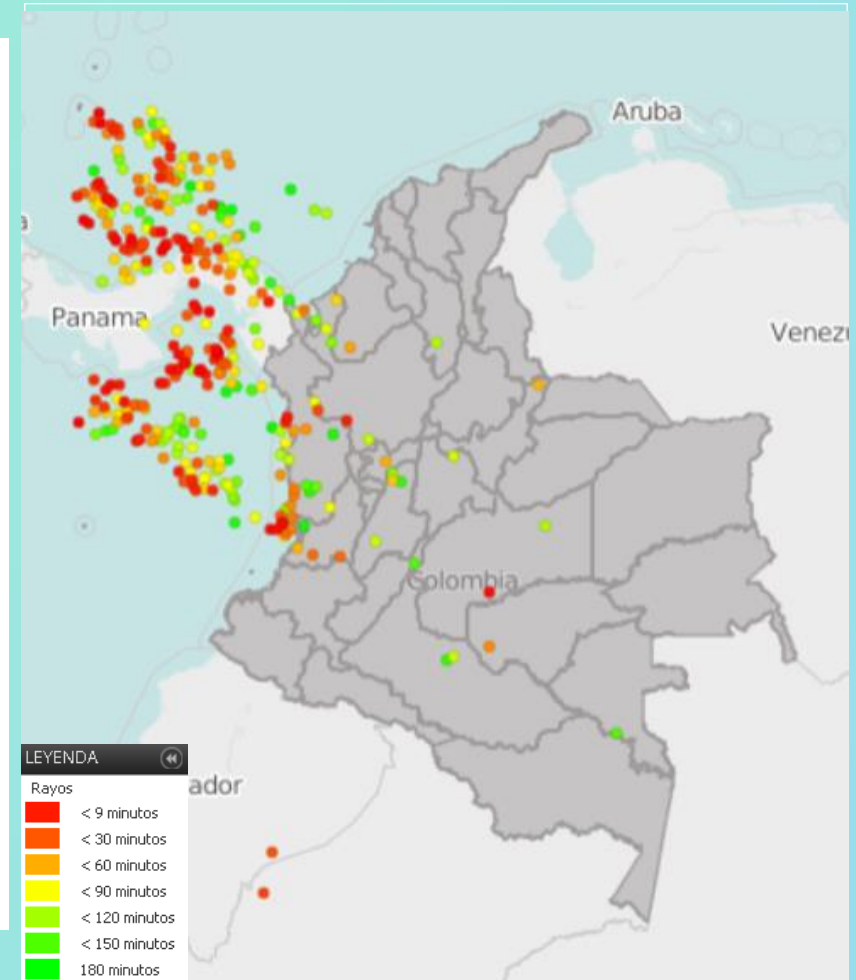 Aruba
Panama
Venez
Colombia
ador
LEYENDA
Rayos
< 9 minutos
< 30 minutos
< 60 minutos
< 90 minutos
< 120 minutos
< 150 minutos
180 minutos